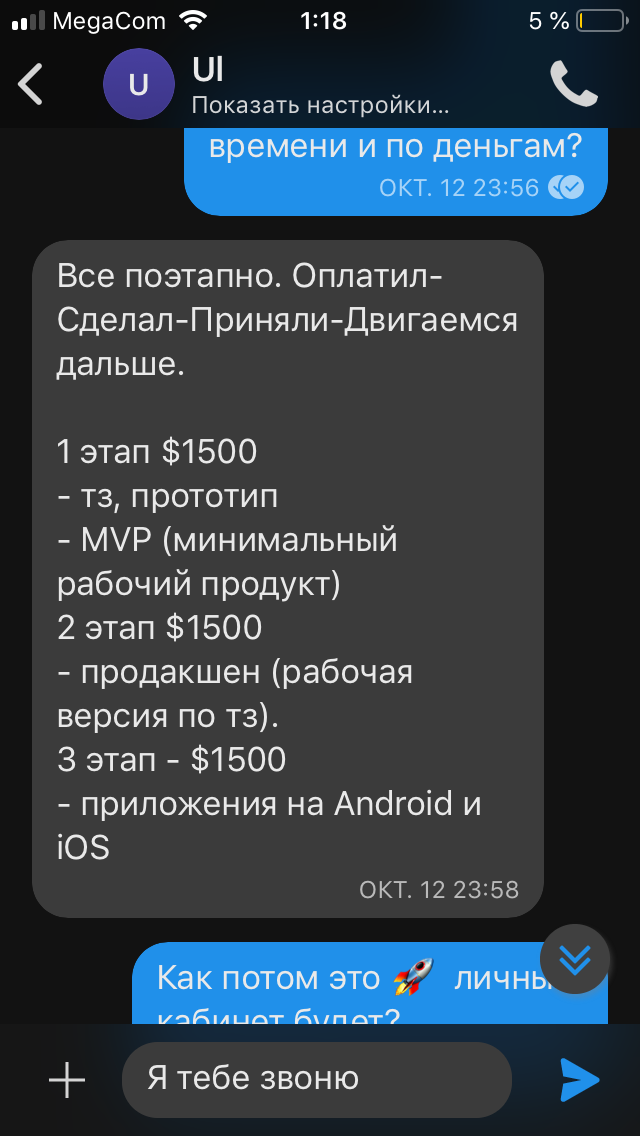 MegaCom 1:18 5 %
U
UI
Показать настройки...
времени и по деньгам?
ОКТ. 12 23:56
Все поэтапно. Оплатил-
Сделал-Приняли-Двигаемся
дальше.
1 этап $1500
- тз, прототип
- MVP (минимальный
рабочий продукт)
2 этап $1500
- продакшен (рабочая
версия по тз).
3 этап - $1500
- приложения на Android и
iOS
ОКТ. 12 23:58
Как потом это 🚀 личны
кабинет будет?
Я тебе звоню